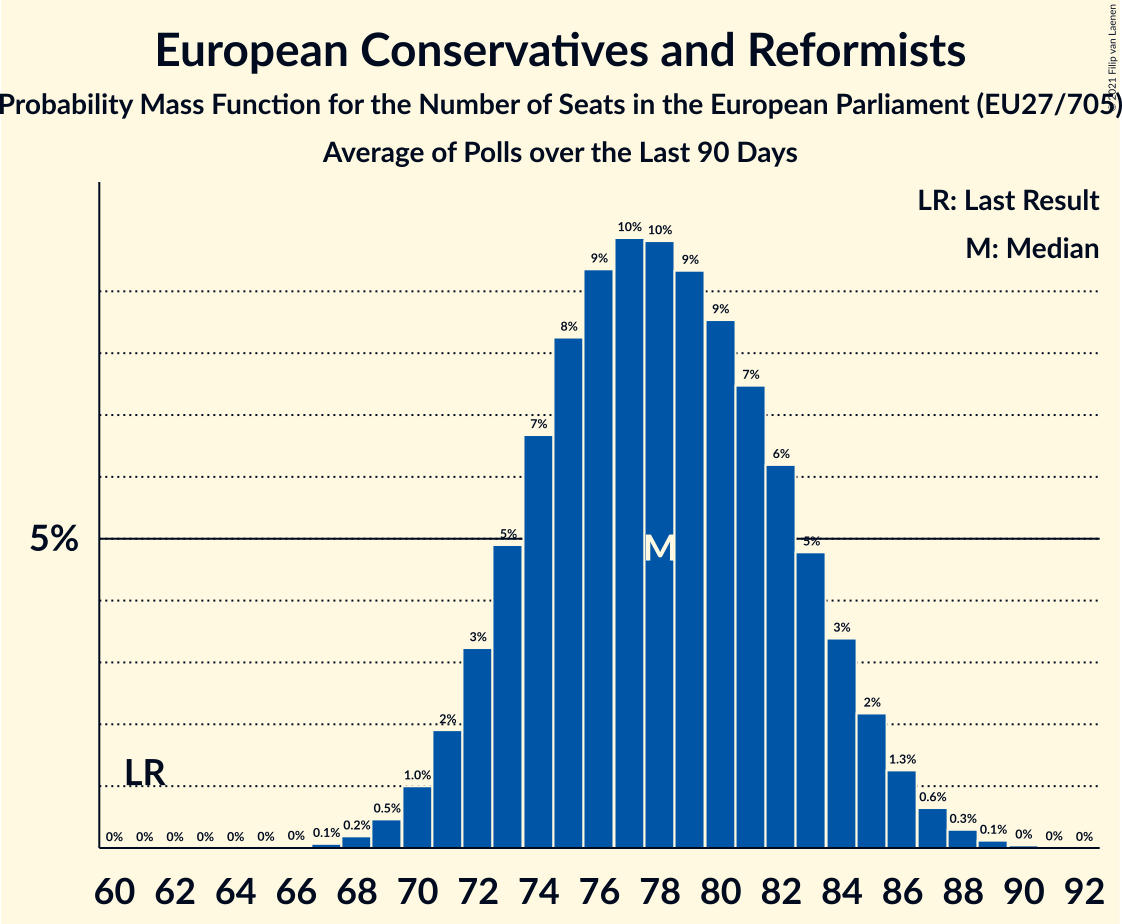 European Conservatives and Reformists
Probability Mass Function for the Number of Seats in the European Parliament (EU27/705)
Average of Polls over the Last 90 Days
© 2021 Filip van Laenen
LR: Last Result
M: Median
5%
LR
M
0% 0% 0% 0% 0% 0% 0% 0.1% 0.2% 0.5% 1.0% 2% 3% 5% 7% 8% 9% 10% 10% 9% 9% 7% 6% 5% 3% 2% 1.3% 0.6% 0.3% 0.1% 0% 0% 0%
60 62 64 66 68 70 72 74 76 78 80 82 84 86 88 90 92